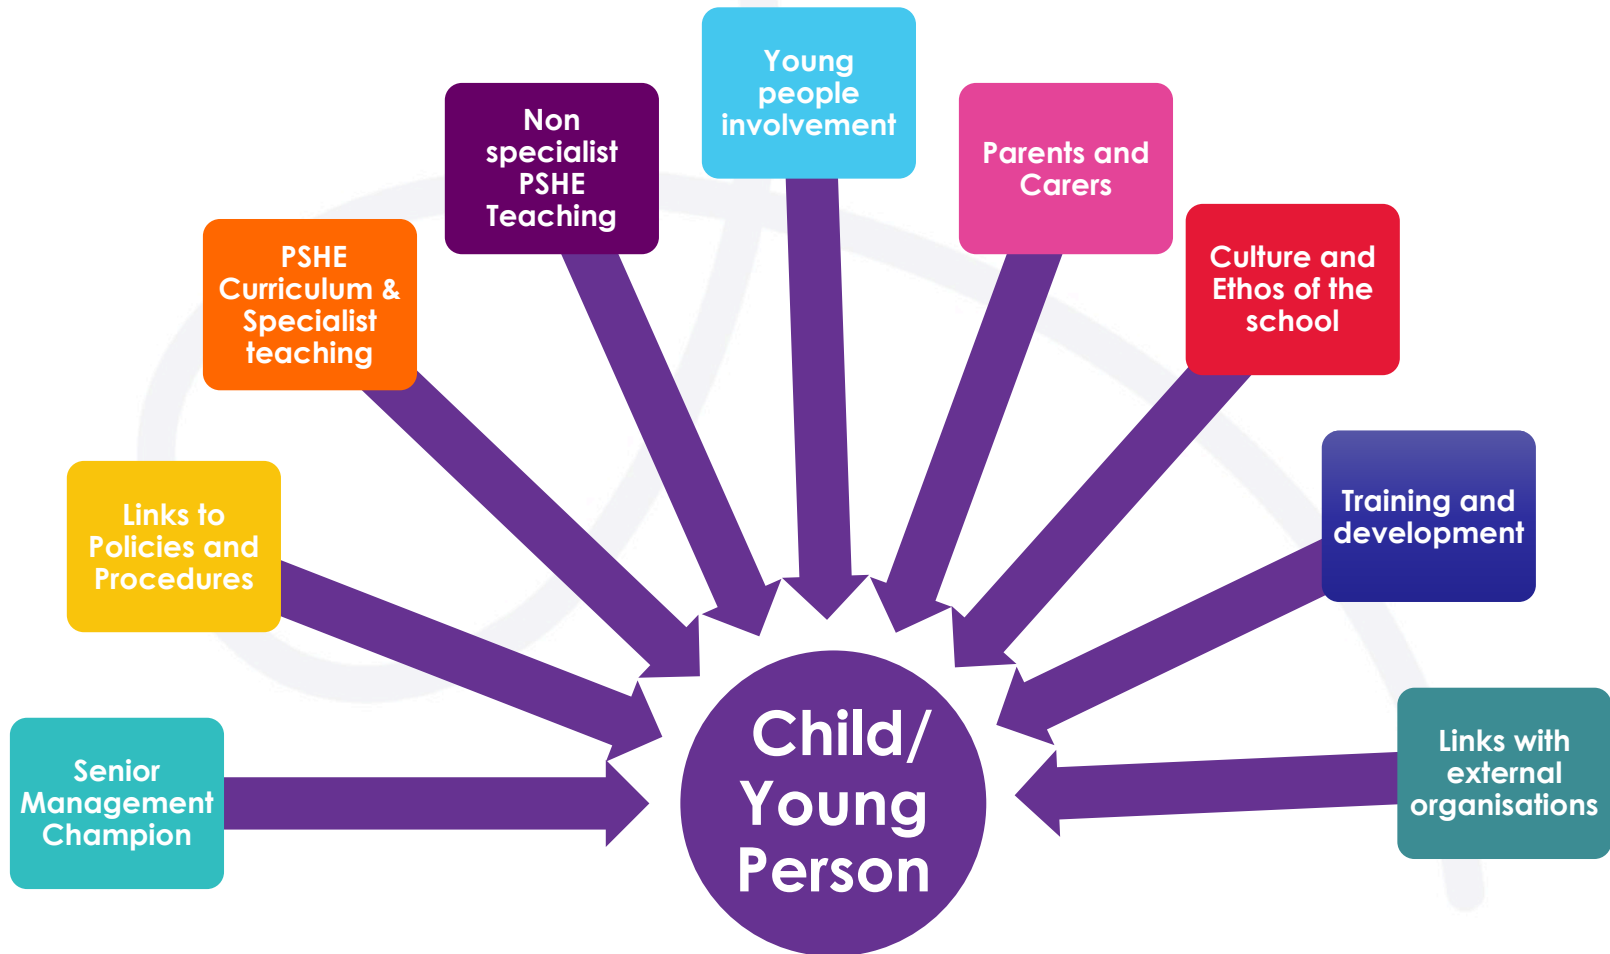 Young
people
involvement
Non
specialist
PSHE
Teaching
Parents and
Carers
PSHE
Curriculum &
Specialist
teaching
Culture and
Ethos of the
school
Links to
Policies and
Procedures
Training and
development
Senior
Management
Champion
Child/
Young
Person
Links with
external
organisations